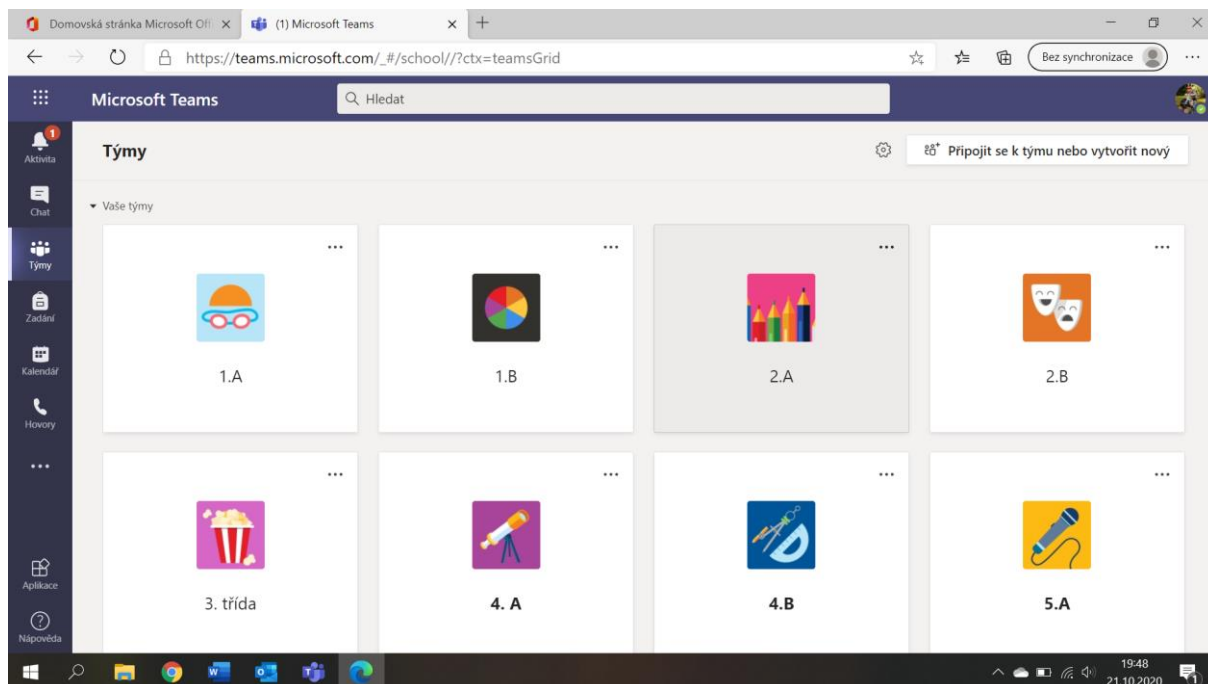 Domovská stránka Microsoft Offi
(1) Microsoft Teams
https://teams.microsoft.com/_#/school//?ctx=teamsGrid
Bez synchronizace
Microsoft Teams
Hledat
1
Aktivita
Chat
Týmy
Zadání
Kalendář
Hovory
Aplikace
Nápověda
Týmy
Připojit se k týmu nebo vytvořit nový
Vaše týmy
1.A
1.B
2.A
2.B
3. třída
4. A
4.B
5.A
19:48
21.10.2020
1